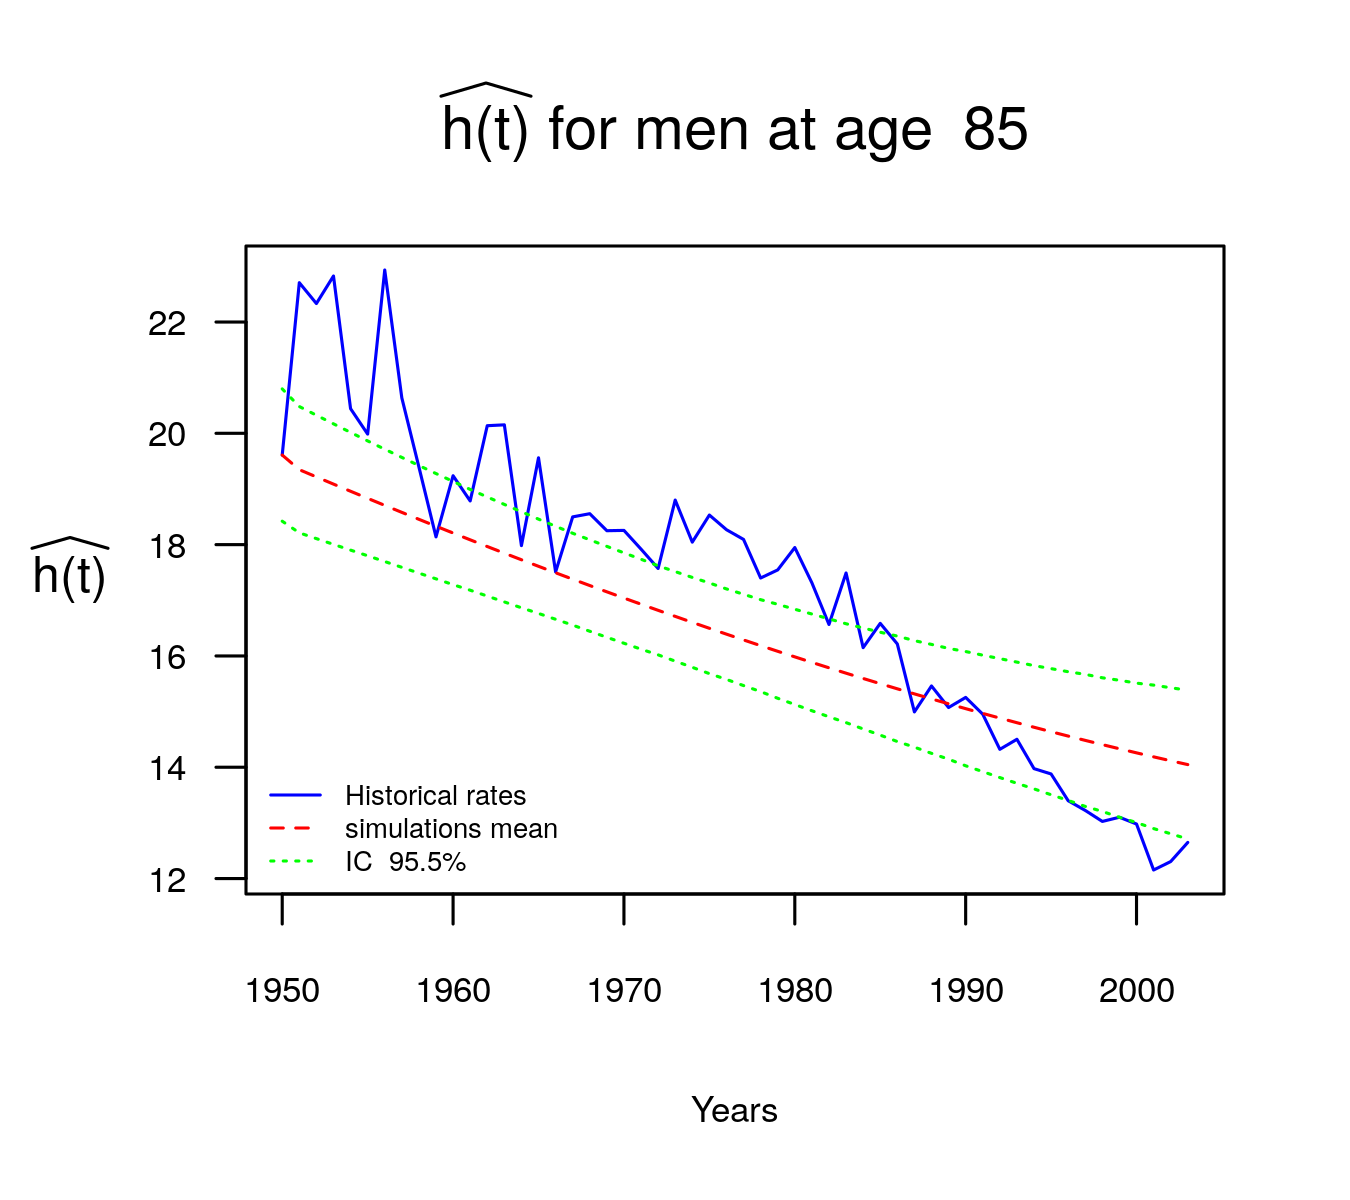 h(t) for men at age 85
h(t)
22
20
18
16
14
12
Historical rates
simulations mean
IC 95.5%
1950 1960 1970 1980 1990 2000
Years